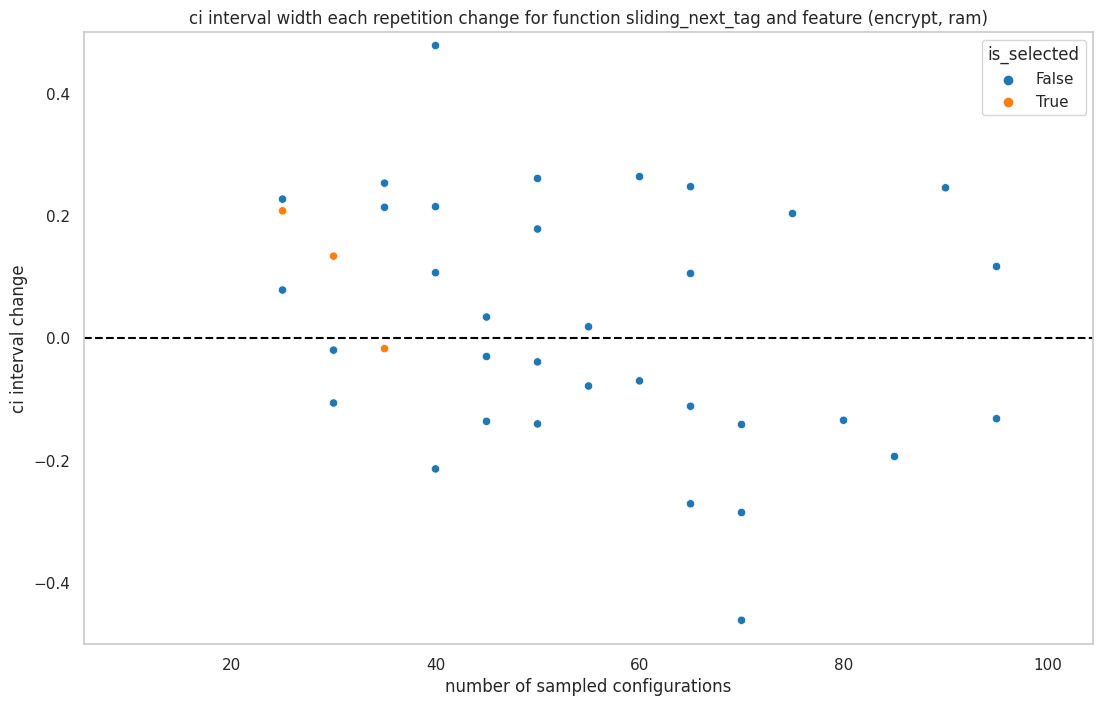 ci interval width each repetition change for function sliding_next_tag and feature (encrypt, ram)
is_selected
False
True
ci interval change
0.4
0.2
0.0
−0.2
−0.4
20
40
60
80
100
number of sampled configurations